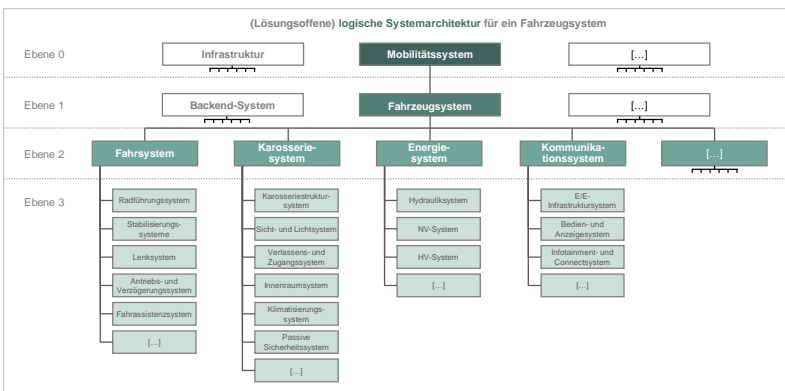 (Lösungsoffene) logische Systemarchitektur für ein Fahrzeugsystem
Ebene 0
Infrastruktur
Mobilitätssystem
[...]
Ebene 1
Backend-System
Fahrzeugsystem
[...]
Ebene 2
Fahrsystem
Karosserie-
system
Energie-
system
Kommunika-
tionssystem
[...]
Ebene 3
Radführungssystem
Stabilisierungs-
systeme
Lenksystem
Antriebs- und
Verzögerungssystem
Fahrassistenzsystem
[...]
Karosseriestruktur-
system
Sicht- und Lichtsystem
Verlassens- und
Zugangssystem
Innenraumsystem
Klimatisierungs-
system
Passive
Sicherheitssystem
[...]
Hydrauliksystem
NV-System
HV-System
[...]
E/E-
Infrastruktursystem
Bedien- und
Anzeigesystem
Infotainment- und
Connectsystem
[...]